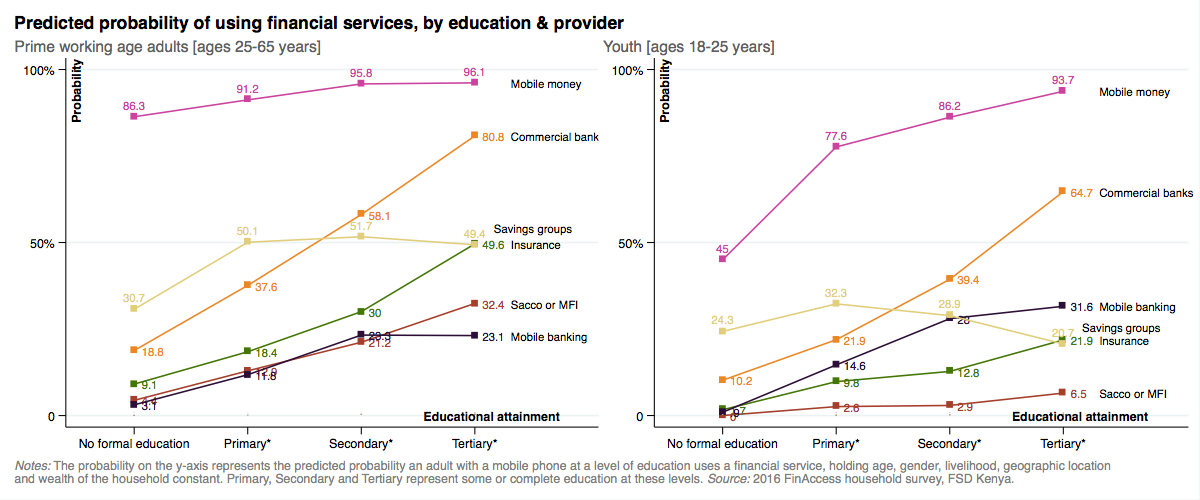 Predicted probability of using financial services, by education & provider
Prime working age adults [ages 25-65 years]
100%
50%
0
Probability
86.3
91.2
95.8
96.1
Mobile money
18.8
37.6
58.1
80.8
Commercial bank
30.7
50.1
51.7
49.4
Savings groups
9.1
18.4
30
49.6
Insurance
12.9
21.2
32.4
Sacco or MFI
3.1
11.8
23.1
Mobile banking
Educational attainment
No formal education
Primary*
Secondary*
Tertiary*
Youth [ages 18-25 years]
100%
50%
0
Probability
45
77.6
86.2
93.7
Mobile money
10.2
21.9
39.4
64.7
Commercial banks
14.6
28
31.6
Mobile banking
24.3
32.3
28.9
20.7
Savings groups
9.8
12.8
21.9
Insurance
0
2.6
2.9
6.5
Sacco or MFI
Educational attainment
No formal education
Primary*
Secondary*
Tertiary*
Notes: The probability on the y-axis represents the predicted probability an adult with a mobile phone at a level of education uses a financial service, holding age, gender, livelihood, geographic location
and wealth of the household constant. Primary, Secondary and Tertiary represent some or complete education at these levels. Source: 2016 FinAccess household survey, FSD Kenya.